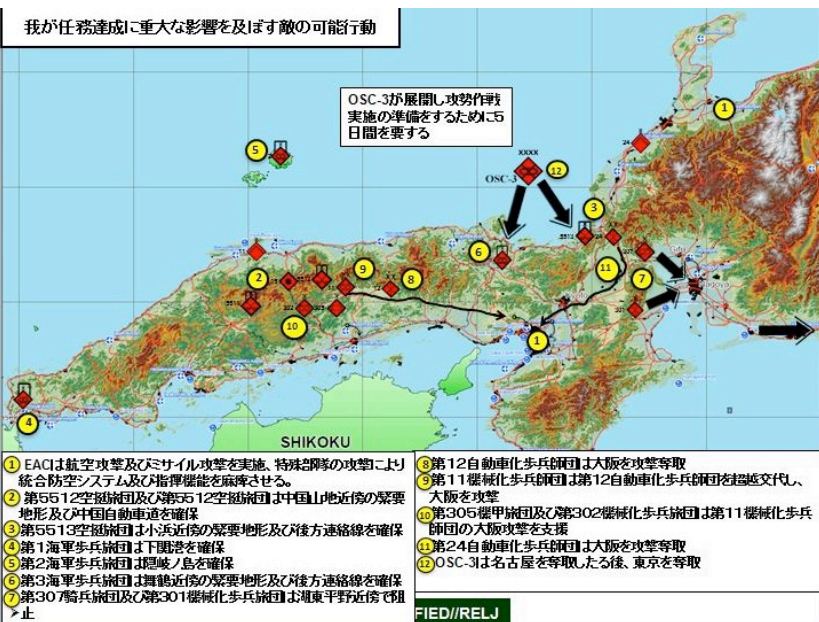 我が任務達成に重大な影響を及ぼす敵の可能行動
OSC-3が展開し攻勢作戦
実施の準備をするために5
日間を要する
XXXX
OSC-3
12
1
5
3
6
2
9
8
11
7
10
1
4
SHIKOKU
1 EACは航空攻撃及びミサイル攻撃を実施、特殊部隊の攻撃により
統合防空システム及び指揮機能を麻痺させる。
2 第5512空挺旅団及び第5512空挺旅団は中国山地近傍の緊要
地形及び中国自動車道を確保
3 第5513空挺旅団は小浜近傍の緊要地形及び後方連絡線を確保
4 第1海軍歩兵旅団は下関港を確保
5 第2海軍歩兵旅団は隠岐ノ島を確保
6 第3海軍歩兵旅団は舞鶴近傍の緊要地形及び後方連絡線を確保
7 第307騎兵旅団及び第301機械化歩兵旅団は湖東平野近傍で阻
➢止
8 第12自動車化歩兵師団は大阪を攻撃奪取
9 第11機械化歩兵師団は第12自動車化歩兵師団を超越交代し、
大阪を攻撃
10 第305機甲旅団及び第302機械化歩兵旅団は第11機械化歩兵
師団の大阪攻撃を支援
11 第24自動車化歩兵師団は大阪を攻撃奪取
12 OSC-3は名古屋を奪取したる後、東京を奪取
FIED//RELJ